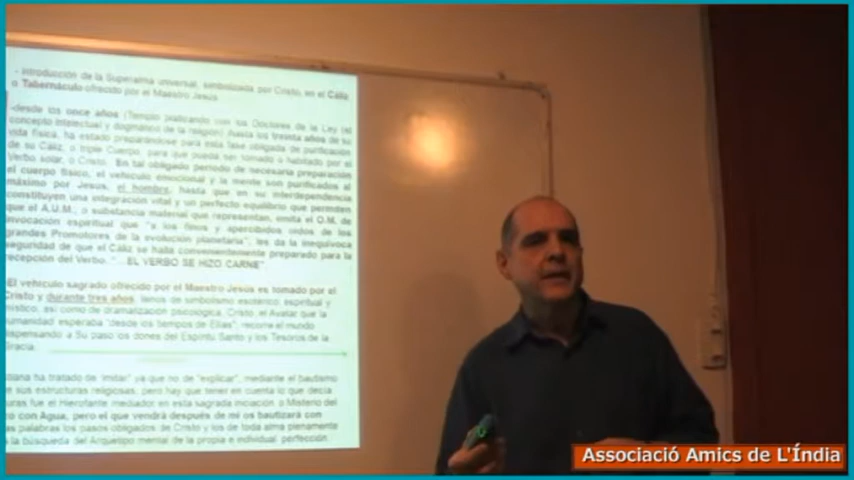 - introducción de la Superalma universal, simbolizada por Cristo, en el Cáliz
o Tabernáculo ofrecido por el Maestro Jesús
-desde los once años (Templo platicando con los Doctores de la Ley (el
concepto intelectual y dogmático de la religión) hasta los treinta años de su
vida física, ha estado preparándose para esta fase obligada de purificación
de su Cáliz, o triple Cuerpo, para que pueda ser tomado o habitado por el
Verbo solar, o Cristo. En tal obligado período de necesaria preparación
el cuerpo físico, el vehículo emocional y la mente son purificados al
máximo por Jesús, el hombre, hasta que en su interdependencia
constituyen una integración vital y un perfecto equilibrio que permiten
que el A.U.M., o substancia material que representan, emita el O.M. de
invocación espiritual que "a los finos y apercibidos oídos de los
grandes Promotores de la evolución planetaria", les da la inequívoca
seguridad de que el Cáliz se halla convenientemente preparado para la
recepción del Verbo. "... EL VERBO SE HIZO CARNE"
El vehículo sagrado ofrecido por el Maestro Jesús es tomado por el
Cristo y durante tres años, llenos de simbolismo esotérico espiritual y
místico, así como de dramatización psicológica, Cristo, el Avatar que la
humanidad esperaba "desde los tiempos de Elías", recorre el mundo
dispensando a Su paso los dones del Espíritu Santo y los Tesoros de la
Gracia.
ha tratado de "imitar" ya que no de "explicar", mediante el bautismo
sus estructuras religiosas, pero hay que tener en cuenta lo que decía
fue el Hierofante mediador en esta sagrada iniciación o Misterio del
con Agua, pero el que vendrá después de mí os bautizará con
palabras los pasos obligados de Cristo y los de toda alma plenamente
la búsqueda del Arquetipo mental de la propia e individual perfección.
Associació Amics de L'Índia